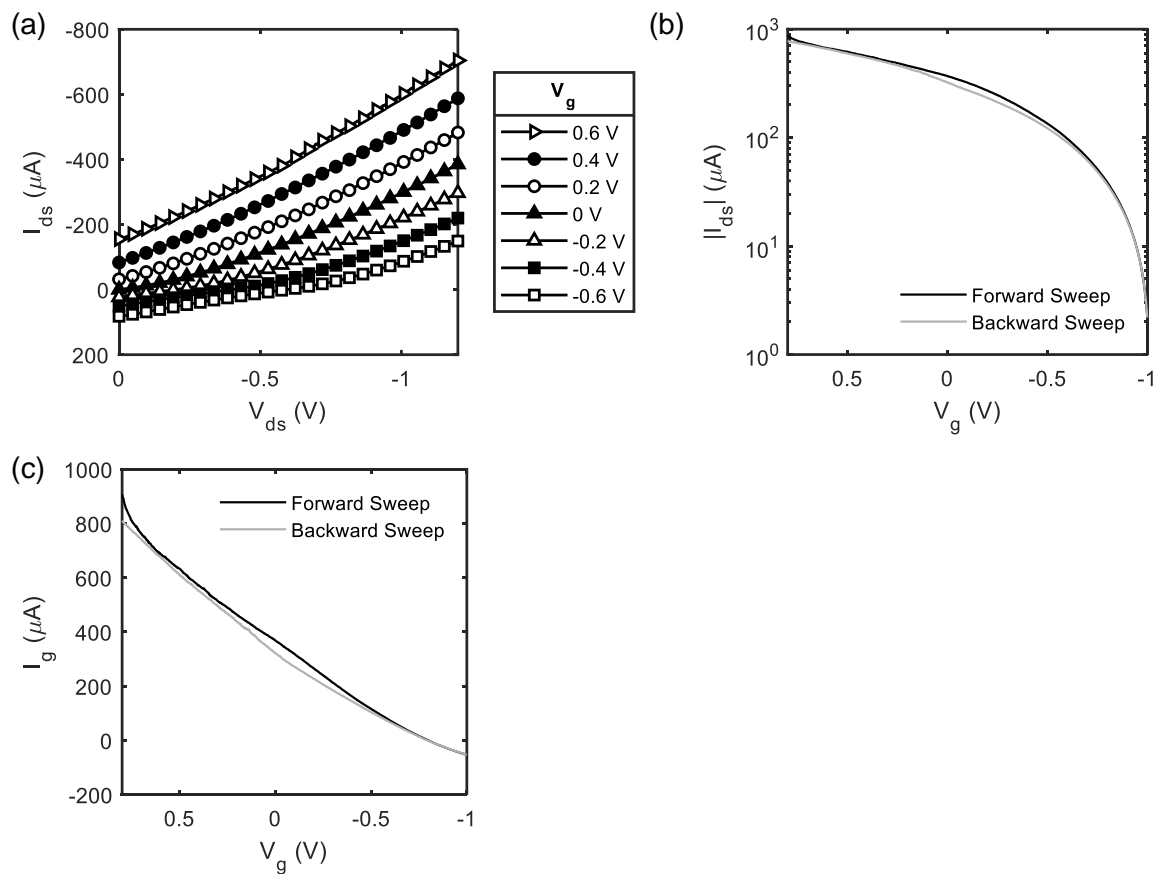 (a)
-800
-600
-400
-200
0
200
I_ds (μA)
0
-0.5
-1
V_ds (V)
V_g
0.6 V
0.4 V
0.2 V
0 V
-0.2 V
-0.4 V
-0.6 V
(b)
10^3
10^2
10^1
10^0
|I_ds| (μA)
Forward Sweep
Backward Sweep
0.5
0
-0.5
-1
V_g (V)
(c)
1000
800
600
400
200
0
-200
I_g (μA)
Forward Sweep
Backward Sweep
0.5
0
-0.5
-1
V_g (V)